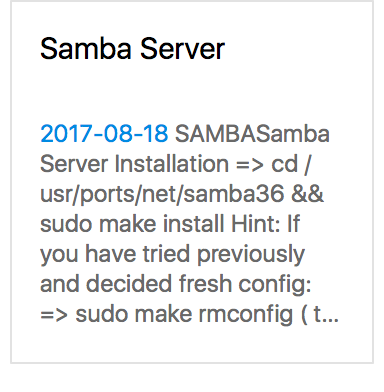 Samba Server
2017-08-18 SAMBASamba
Server Installation => cd /
usr/ports/net/samba36 &&
sudo make install Hint: If
you have tried previously
and decided fresh config:
=> sudo make rmconfig ( t...